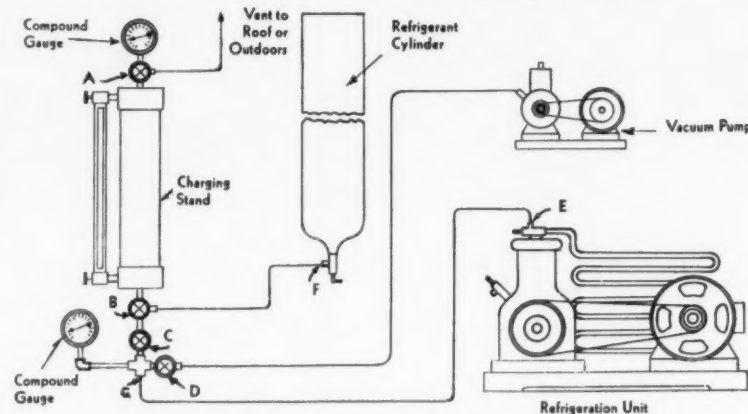 Compound
Gauge
Vent to
Roof or
Outdoors
Refrigerant
Cylinder
A
Vacuum Pump
Charging
Stand
E
F
B
C
D
G
Compound
Gauge
Refrigeration Unit